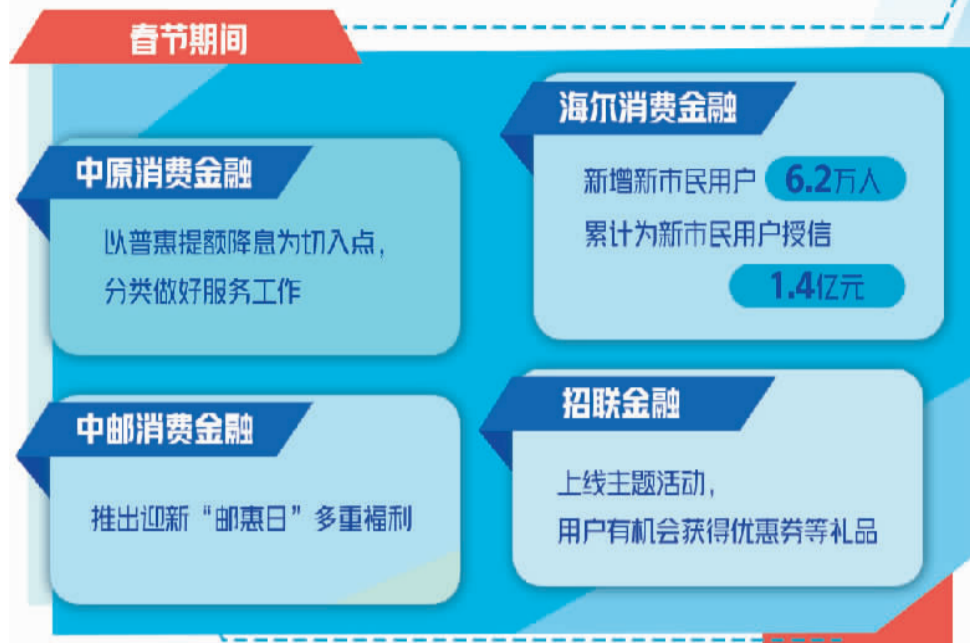 春节期间
中原消费金融
以普惠提额降息为切入点，
分类做好服务工作
海尔消费金融
新增新市民用户 6.2万人
累计为新市民用户授信
1.4亿元
中邮消费金融
推出迎新“邮惠日”多重福利
招联金融
上线主题活动，
用户有机会获得优惠券等礼品